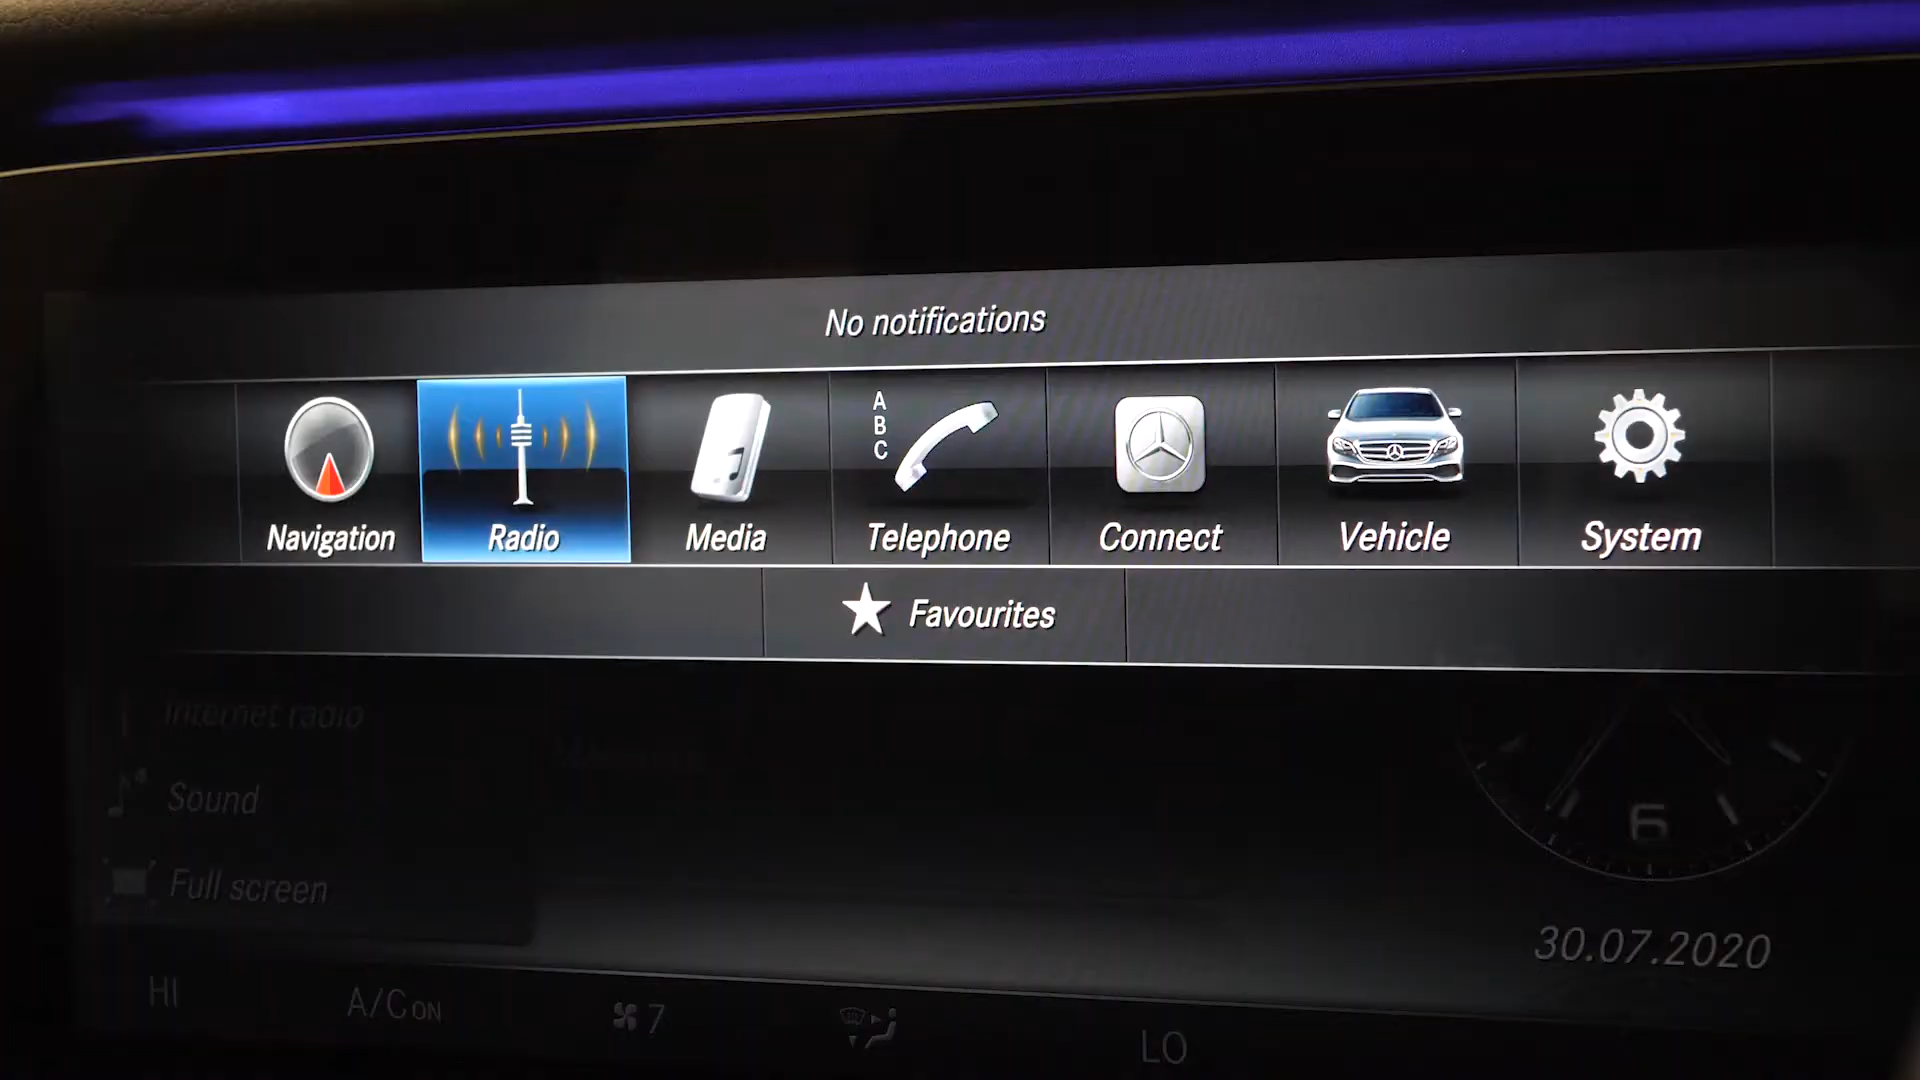 No notifications
A
B
C
Navigation Radio Media Telephone Connect Vehicle System
Favourites
Internet radio
Sound
Full screen
6
30.07.2020
HI A/C ON 7 LO